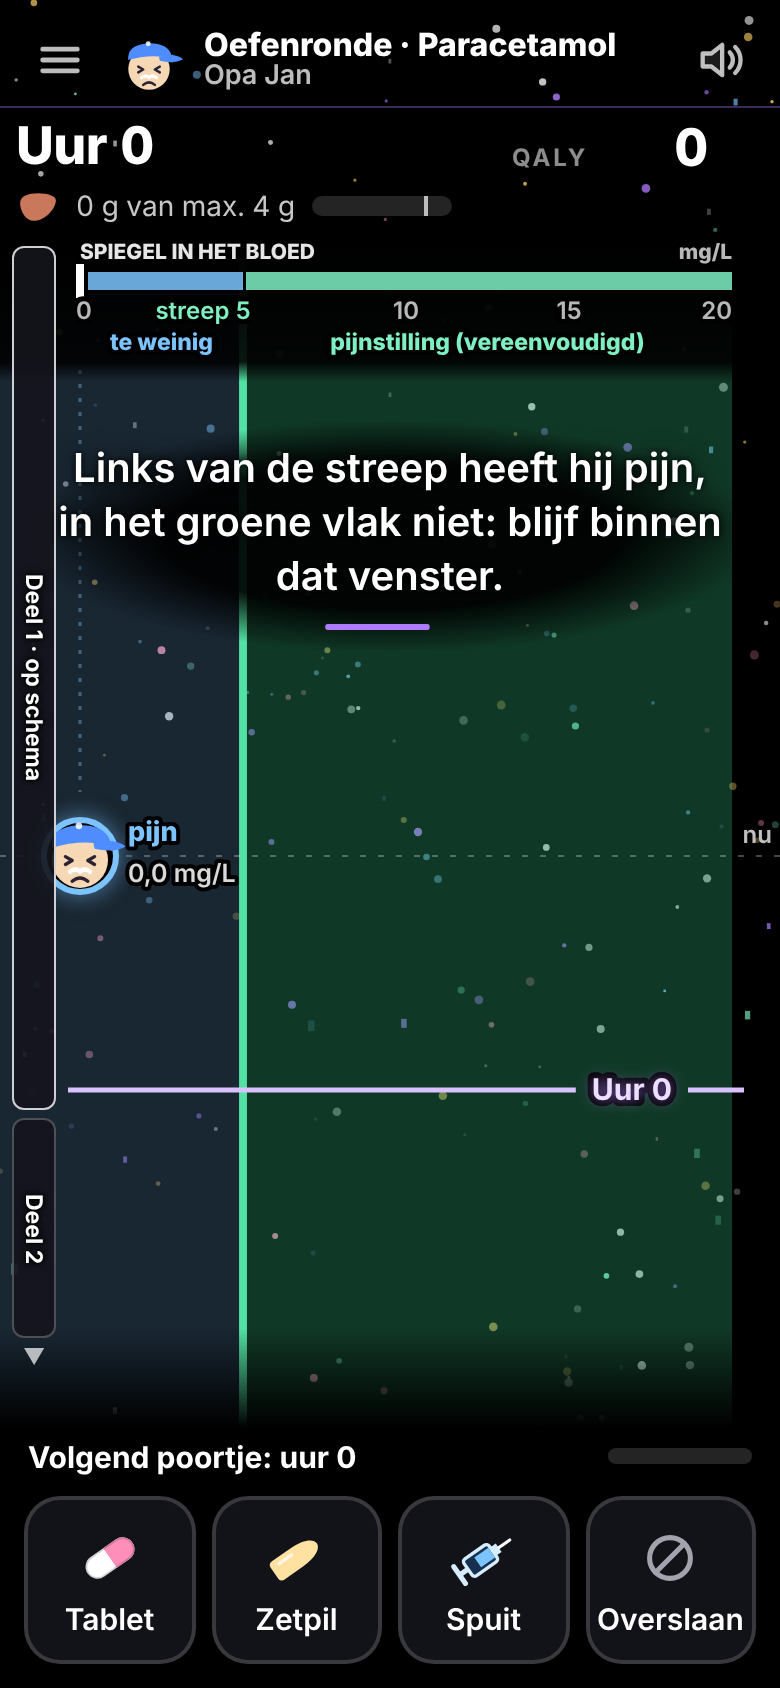 Oefenronde · Paracetamol
Opa Jan
Uur 0
QALY 0
0 g van max. 4 g
SPIEGEL IN HET BLOED mg/L
0 streep 5 10 15 20
te weinig pijnstilling (vereenvoudigd)
Links van de streep heeft hij pijn,
in het groene vlak niet: blijf binnen
dat venster.
Deel 1 · op schema
pijn
nu
0,0 mg/L
Uur 0
Deel 2
Volgend poortje: uur 0
Tablet Zetpil Spuit Overslaan